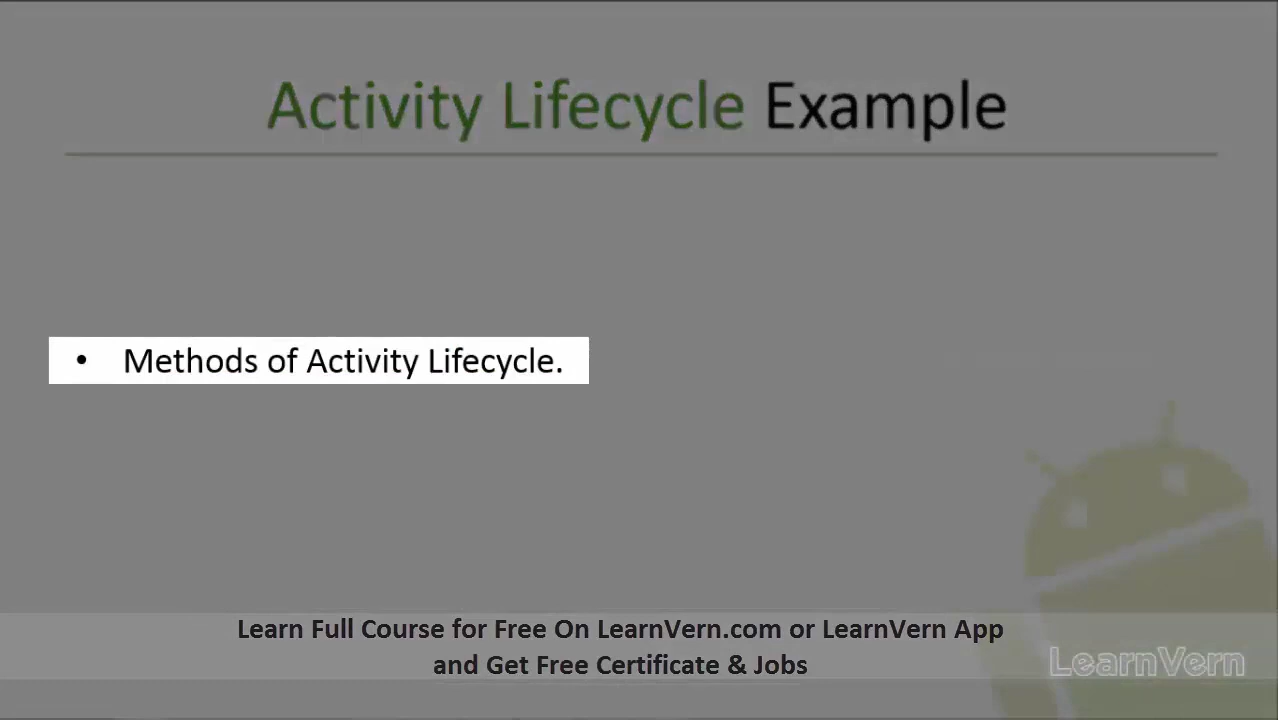 Activity Lifecycle Example
• Methods of Activity Lifecycle.
Learn Full Course for Free On LearnVern.com or LearnVern App
and Get Free Certificate & Jobs
LearnVern